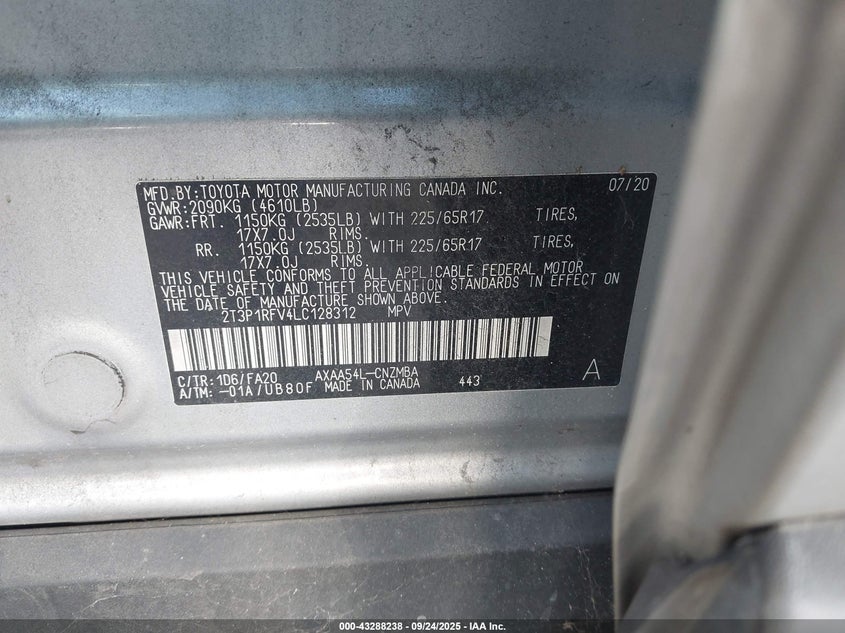 MFD.BY:TOYOTA MOTOR MANUFACTURING CANADA INC. 07/20
GVWR:2090KG (4610LB)
GAWR:FRT. 1150KG (2535LB) WITH 225/65R17 TIRES,
17X7.0J RIMS.
RR. 1150KG (2535LB) WITH 225/65R17 TIRES,
17X7.0J RIMS.
THIS VEHICLE CONFORMS TO ALL APPLICABLE FEDERAL MOTOR
VEHICLE SAFETY AND THEFT PREVENTION STANDARDS IN EFFECT ON
THE DATE OF MANUFACTURE SHOWN ABOVE.
2T3P1RFV4LC128312 MPV
C/TR:1D6/FA20 AXAA54L-CNZMBA A
A/TM:-01A/UB80F MADE IN CANADA 443
000-43288238 - 09/24/2025 - IAA Inc.